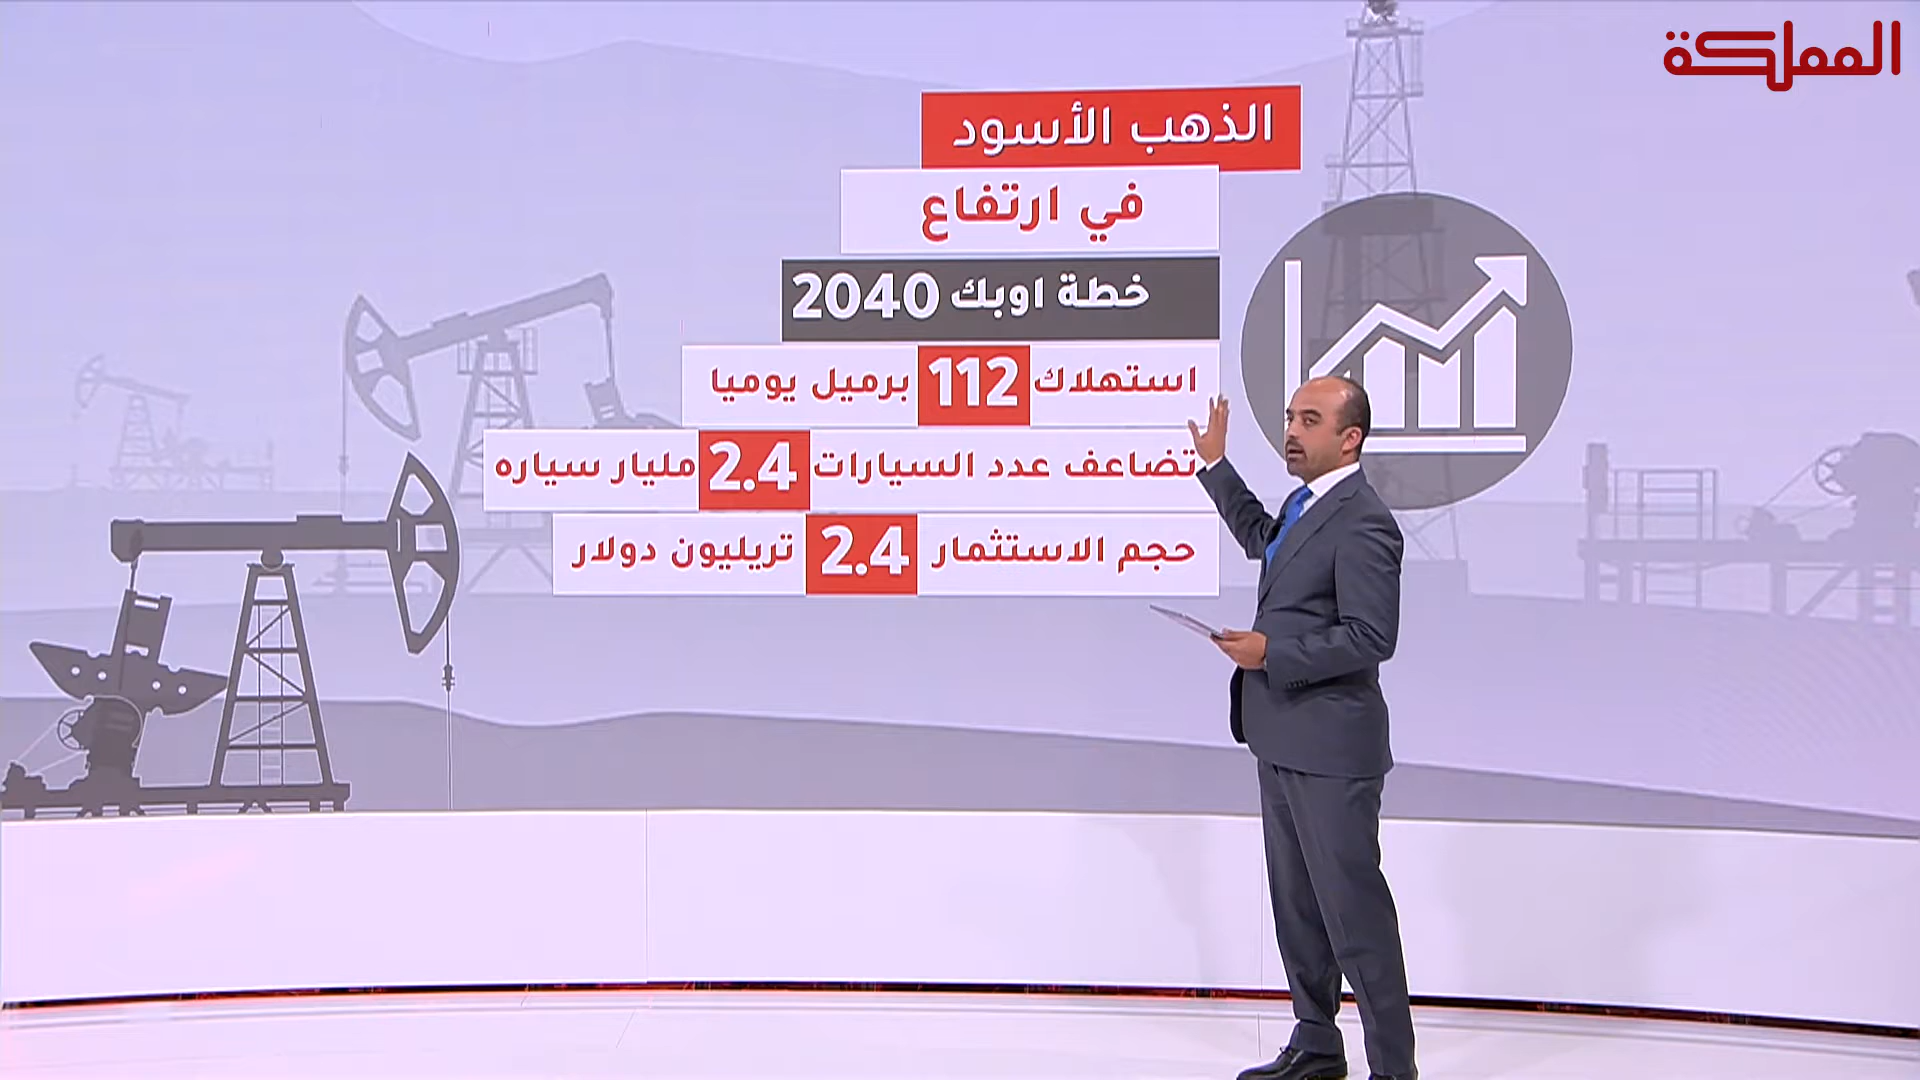 المملكة
الذهب الأسود
في ارتفاع
خطة اوبك 2040
استهلاك 112 برميل يوميا
تضاعف عدد السيارات 2.4 مليار سياره
حجم الاستثمار 2.4 تريليون دولار